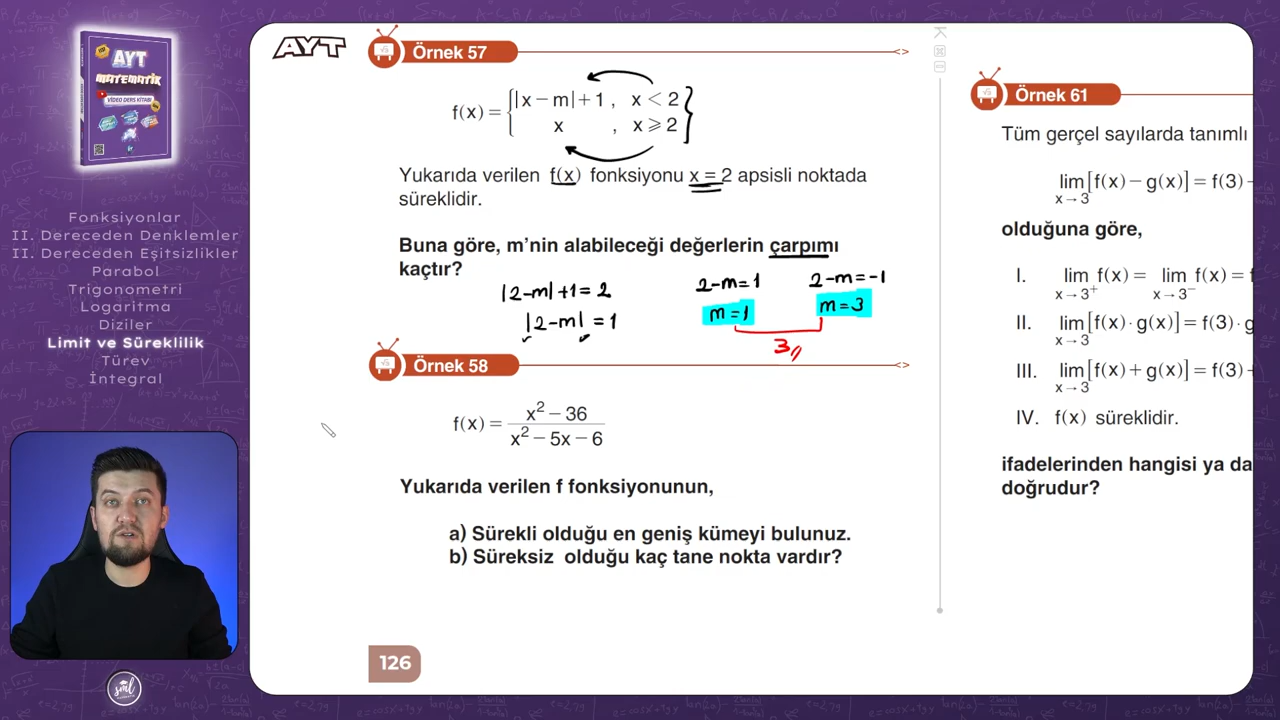 AYT
MATEMATİK
VİDEO DERS KİTABI
Fonksiyonlar
II. Dereceden Denklemler
II. Dereceden Eşitsizlikler
Parabol
Trigonometri
Logaritma
Diziler
Limit ve Süreklilik
Türev
İntegral
sml
AYT
Örnek 57
f(x) = { |x − m| + 1 , x < 2
x , x ⩾ 2 }
Yukarıda verilen f(x) fonksiyonu x = 2 apsisli noktada
süreklidir.
Buna göre, m’nin alabileceği değerlerin çarpımı
kaçtır?
|2-m|+1=2
|2-m| = 1
2-m=1
m=1
2-m=-1
m=3
3
Örnek 58
f(x) = (x² − 36) / (x² − 5x − 6)
Yukarıda verilen f fonksiyonunun,
a) Sürekli olduğu en geniş kümeyi bulunuz.
b) Süreksiz olduğu kaç tane nokta vardır?
126
Örnek 61
Tüm gerçel sayılarda tanımlı
lim [f(x) − g(x)] = f(3) −
x → 3
olduğuna göre,
I. lim f(x) = lim f(x) = f
x → 3⁺ x → 3⁻
II. lim [f(x) · g(x)] = f(3) · g
x → 3
III. lim [f(x) + g(x)] = f(3) +
x → 3
IV. f(x) süreklidir.
ifadelerinden hangisi ya da
doğrudur?